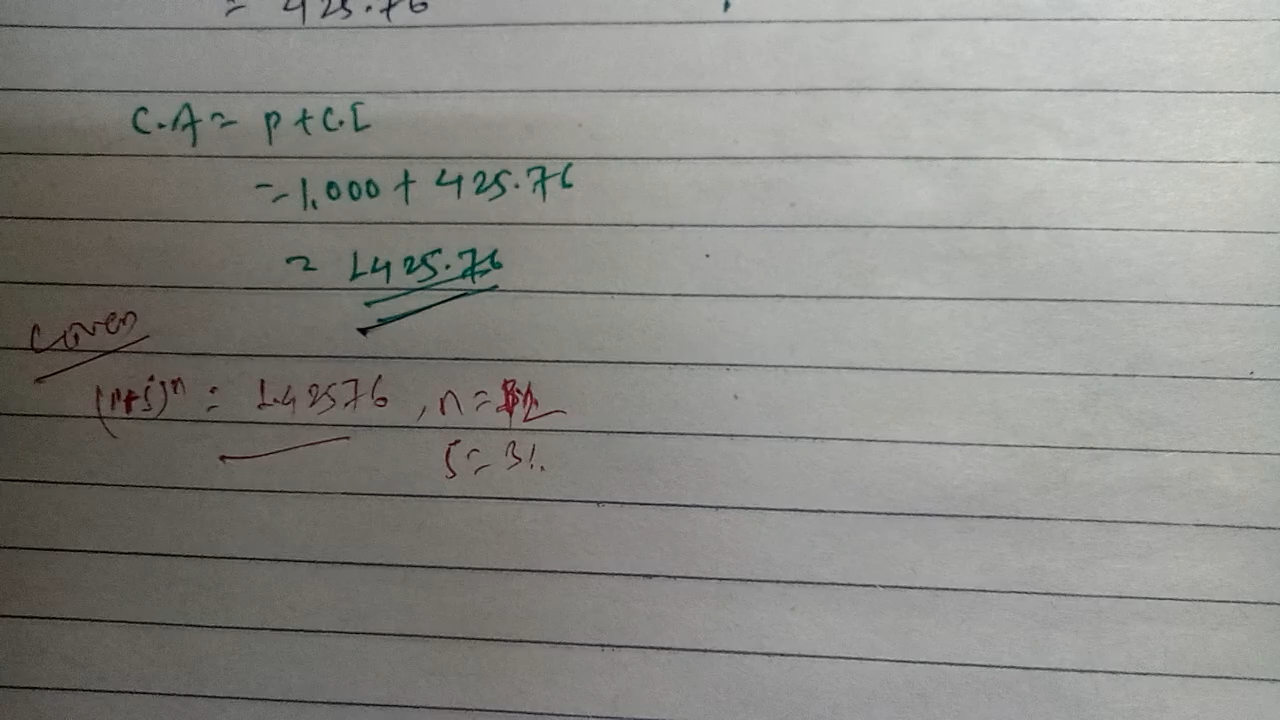 = 425.76
C.A = P + C.I
= 1,000 + 425.76
= 1425.76
Given
(1+i)ⁿ = 1.42576, n = 12
i = 3%